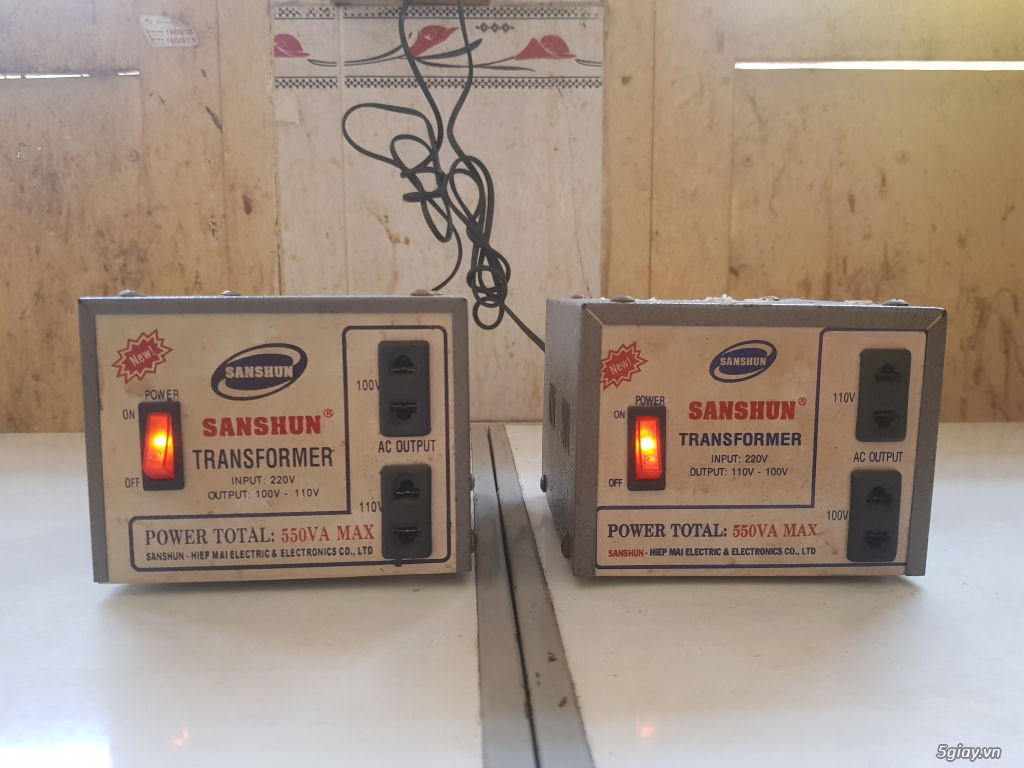 New!
SANSHUN
POWER
ON
OFF
SANSHUN®
TRANSFORMER
INPUT: 220V
OUTPUT: 100V - 110V
100V
AC OUTPUT
110V
POWER TOTAL: 550VA MAX
SANSHUN - HIEP MAI ELECTRIC & ELECTRONICS CO., LTD
New!
SANSHUN
POWER
ON
OFF
SANSHUN®
TRANSFORMER
INPUT: 220V
OUTPUT: 110V - 100V
110V
AC OUTPUT
100V
POWER TOTAL: 550VA MAX
SANSHUN - HIEP MAI ELECTRIC & ELECTRONICS CO., LTD
5giay.vn